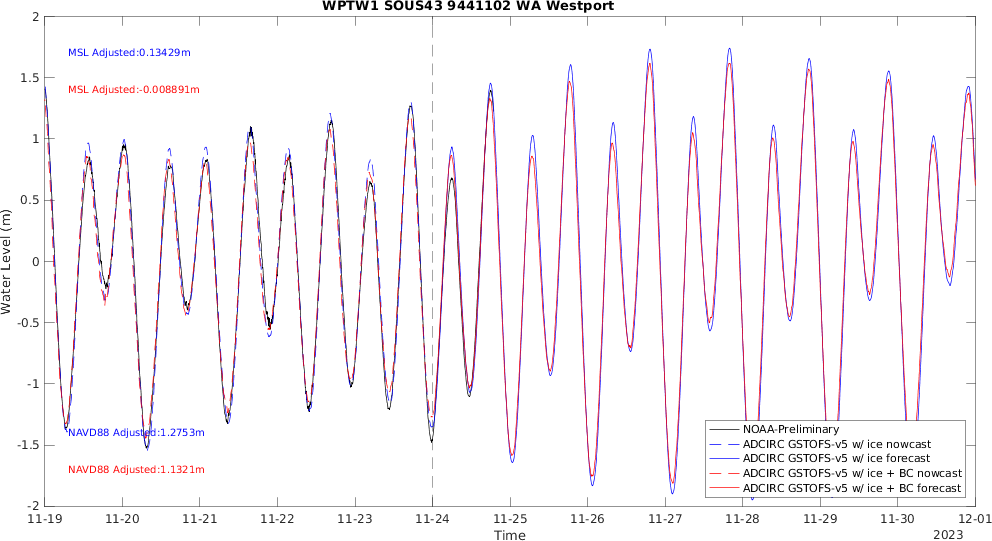 WPTW1 SOUS43 9441102 WA Westport
2
1.5
1
0.5
0
-0.5
-1
-1.5
-2
Water Level (m)
MSL Adjusted:0.13429m
MSL Adjusted:-0.008891m
NAVD88 Adjusted:1.2753m
NAVD88 Adjusted:1.1321m
NOAA-Preliminary
ADCIRC GSTOFS-v5 w/ ice nowcast
ADCIRC GSTOFS-v5 w/ ice forecast
ADCIRC GSTOFS-v5 w/ ice + BC nowcast
ADCIRC GSTOFS-v5 w/ ice + BC forecast
11-19 11-20 11-21 11-22 11-23 11-24 11-25 11-26 11-27 11-28 11-29 11-30 12-01
Time
2023